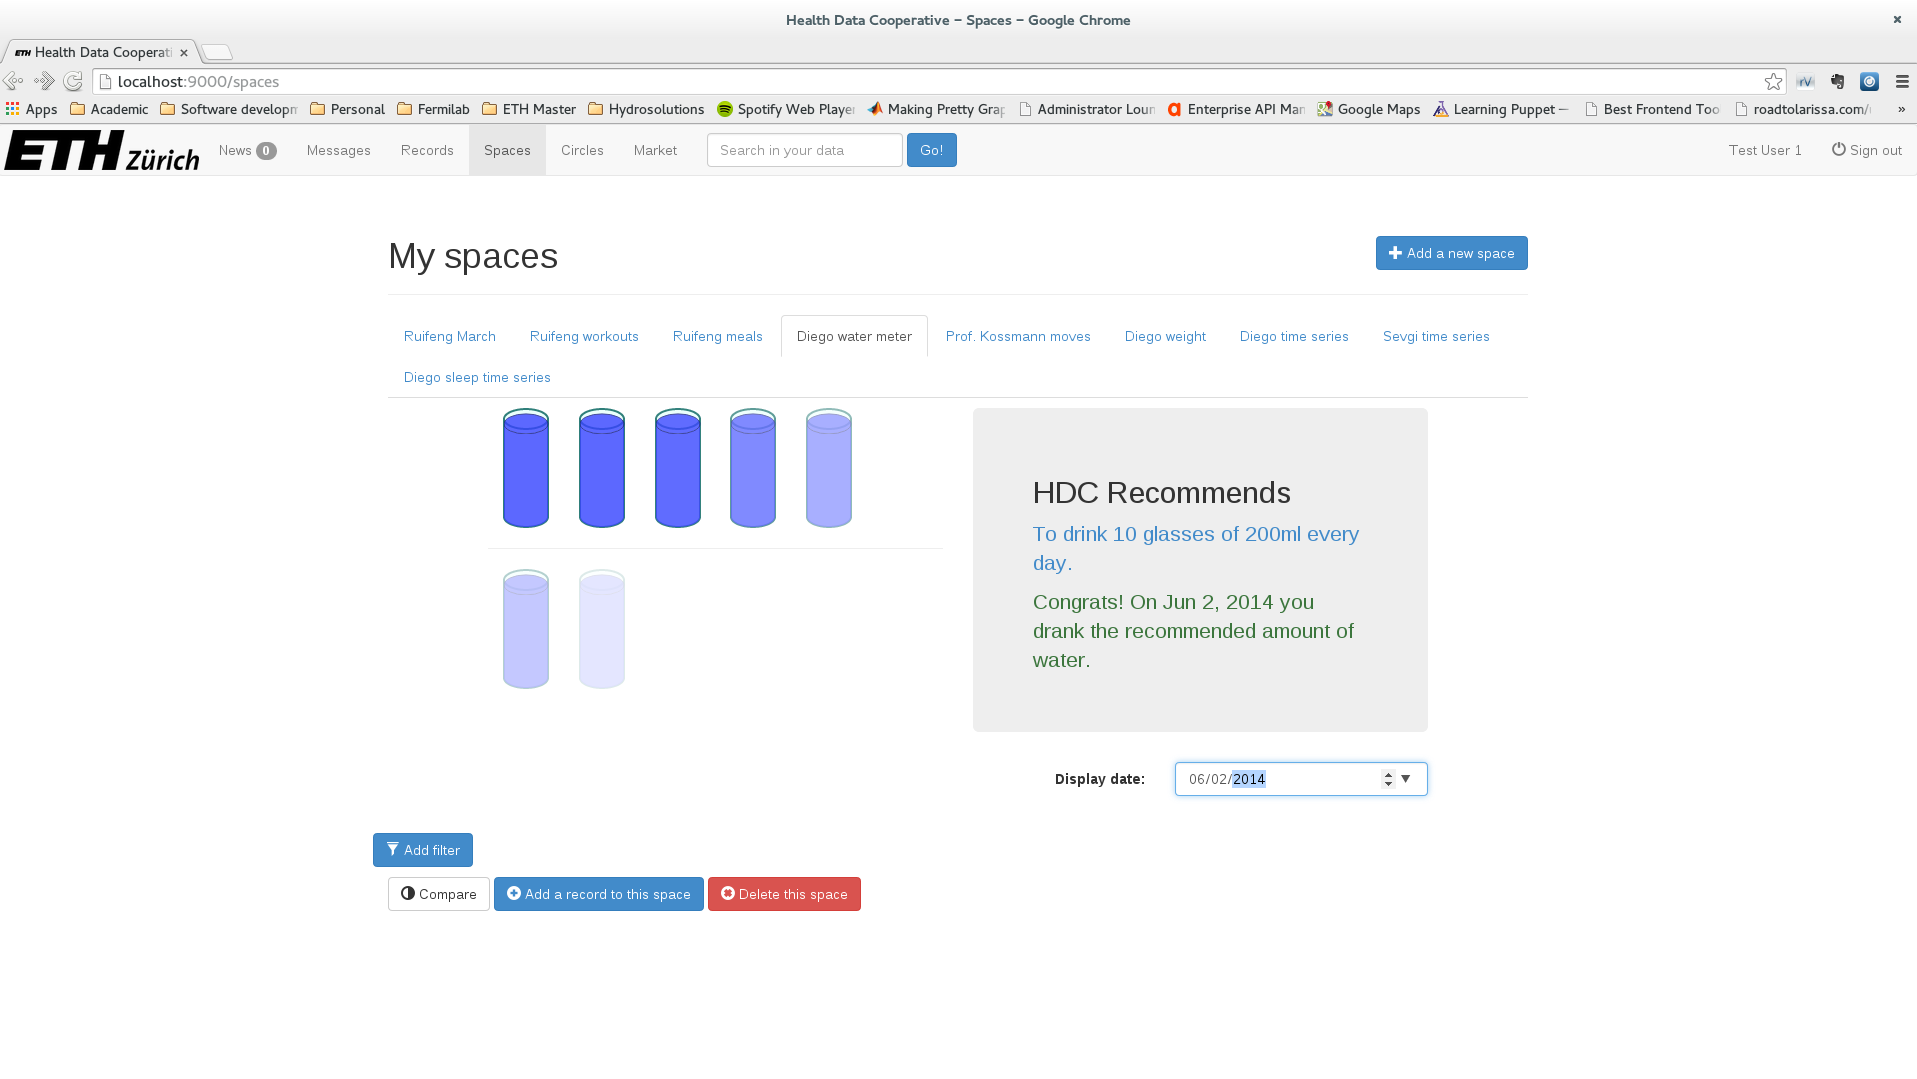 Health Data Cooperative – Spaces – Google Chrome
ETH Health Data Cooperati
localhost:9000/spaces
Apps Academic Software developm Personal Fermilab ETH Master Hydrosolutions Spotify Web Player Making Pretty Grap Administrator Loun Enterprise API Man Google Maps Learning Puppet — Best Frontend Too roadtolarissa.com/ »
ETH Zürich News 0 Messages Records Spaces Circles Market Search in your data Go! Test User 1 Sign out
My spaces
Add a new space
Ruifeng March Ruifeng workouts Ruifeng meals Diego water meter Prof. Kossmann moves Diego weight Diego time series Sevgi time series
Diego sleep time series
HDC Recommends
To drink 10 glasses of 200ml every
day.
Congrats! On Jun 2, 2014 you
drank the recommended amount of
water.
Display date: 06/02/2014
Add filter
Compare Add a record to this space Delete this space